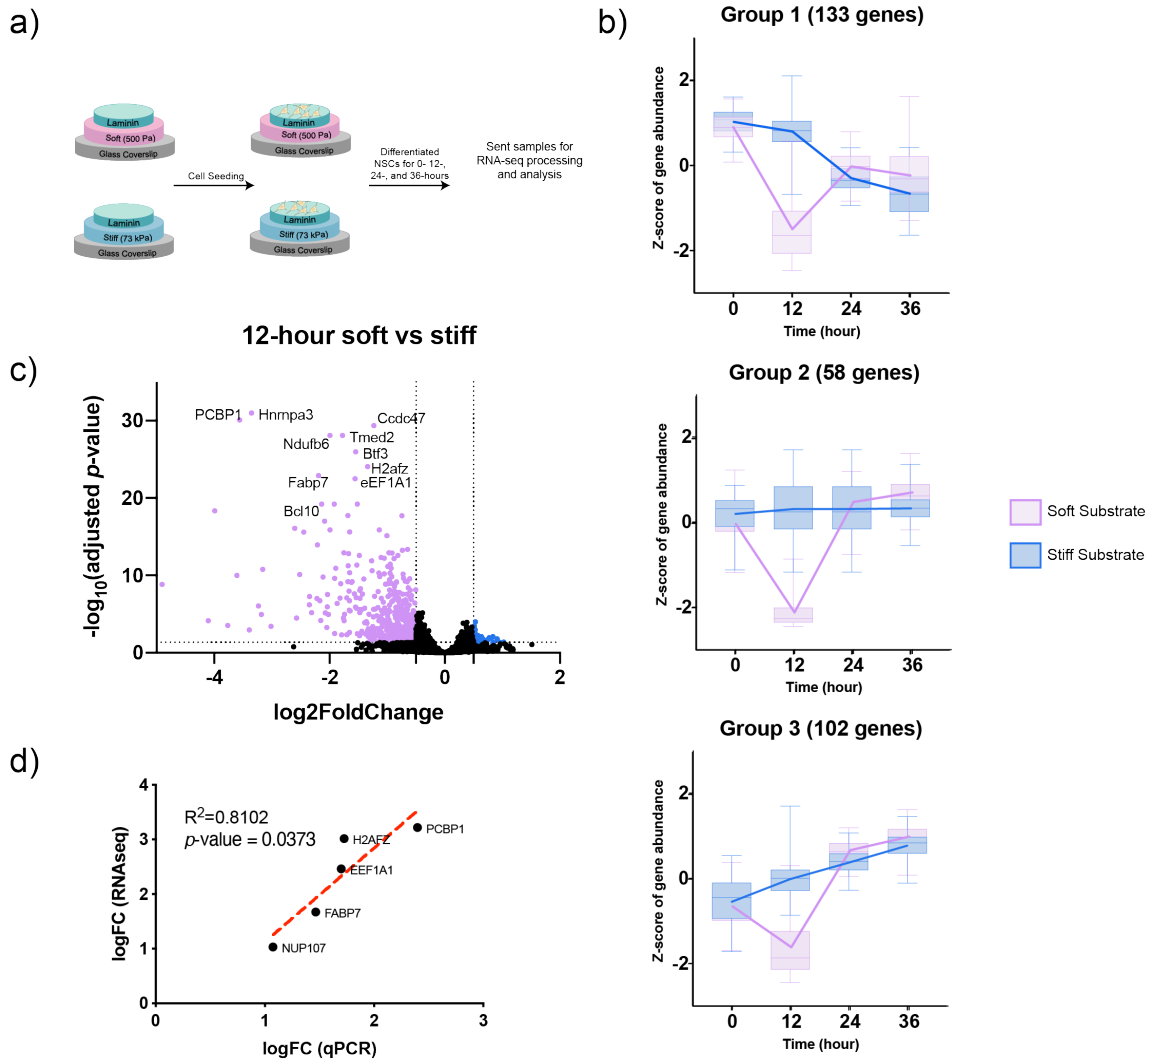 a)
Laminin
Soft (500 Pa)
Glass Coverslip
Laminin
Stiff (73 kPa)
Glass Coverslip
Cell Seeding
Laminin
Soft (500 Pa)
Glass Coverslip
Laminin
Stiff (73 kPa)
Glass Coverslip
Differentiated
NSCs for 0- 12-,
24-, and 36-hours
Sent samples for
RNA-seq processing
and analysis
b)
Group 1 (133 genes)
Z-score of gene abundance
2
0
-2
0 12 24 36
Time (hour)
Group 2 (58 genes)
Z-score of gene abundance
2
0
-2
0 12 24 36
Time (hour)
Soft Substrate
Stiff Substrate
Group 3 (102 genes)
Z-score of gene abundance
2
0
-2
0 12 24 36
Time (hour)
c)
12-hour soft vs stiff
-log10(adjusted p-value)
30
20
10
0
PCBP1
Hnrnpa3
Ccdc47
Ndufb6
Tmed2
Btf3
H2afz
Fabp7
eEF1A1
Bcl10
-4 -2 0 2
log2FoldChange
d)
logFC (RNAseq)
4
3
2
1
0
R2=0.8102
p-value = 0.0373
PCBP1
H2AFZ
EEF1A1
FABP7
NUP107
0 1 2 3
logFC (qPCR)